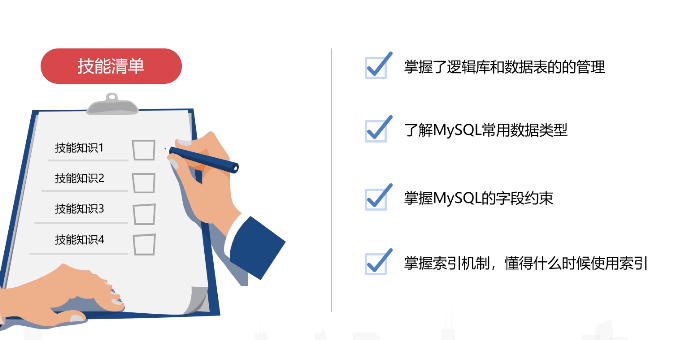 技能清单
技能知识1
技能知识2
技能知识3
技能知识4
掌握了逻辑库和数据表的的管理
了解MySQL常用数据类型
掌握MySQL的字段约束
掌握索引机制，懂得什么时候使用索引